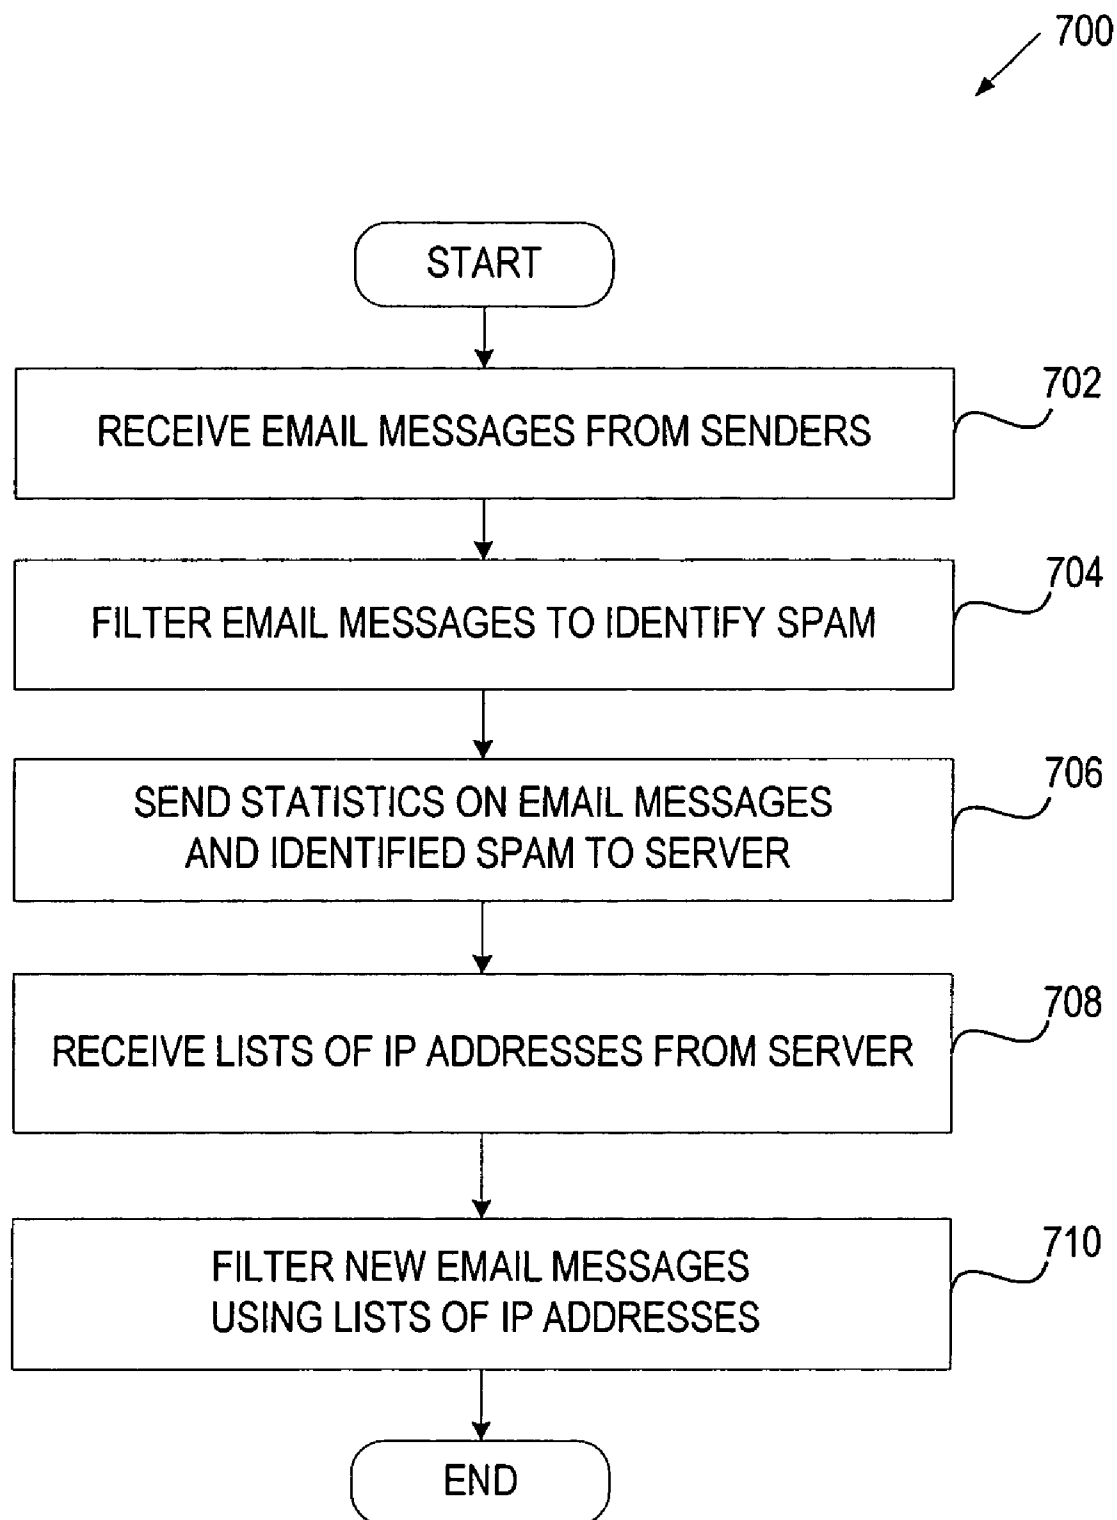 700
START
702
RECEIVE EMAIL MESSAGES FROM SENDERS
704
FILTER EMAIL MESSAGES TO IDENTIFY SPAM
706
SEND STATISTICS ON EMAIL MESSAGES
AND IDENTIFIED SPAM TO SERVER
708
RECEIVE LISTS OF IP ADDRESSES FROM SERVER
710
FILTER NEW EMAIL MESSAGES
USING LISTS OF IP ADDRESSES
END